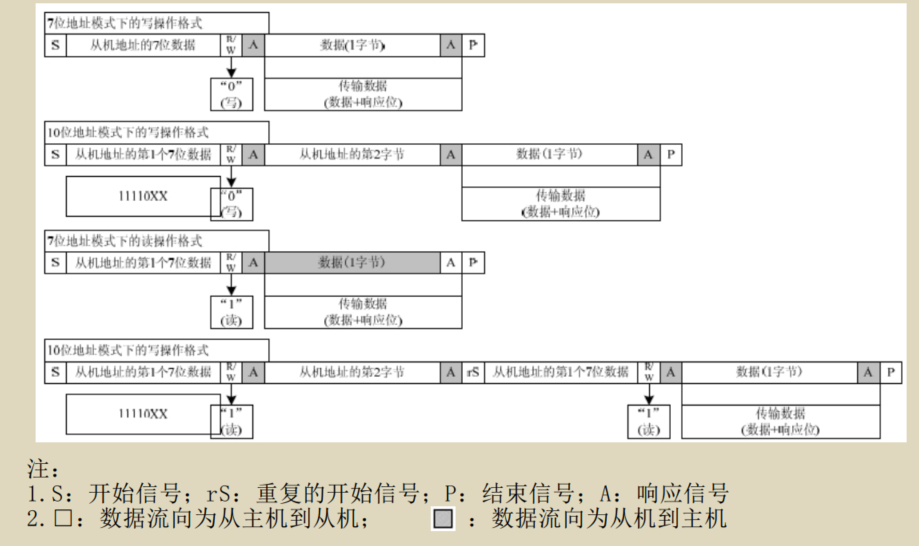 7位地址模式下的写操作格式
S 从机地址的7位数据 R/W A 数据(1字节) A P
“0” 传输数据
(写) (数据+响应位)
10位地址模式下的写操作格式
S 从机地址的第1个7位数据 R/W A 从机地址的第2字节 A 数据(1字节) A P
11110XX “0” 传输数据
(写) (数据+响应位)
7位地址模式下的读操作格式
S 从机地址的第1个7位数据 R/W A 数据(1字节) A P
“1” 传输数据
(读) (数据+响应位)
10位地址模式下的写操作格式
S 从机地址的第1个7位数据 R/W A 从机地址的第2字节 A rS 从机地址的第1个7位数据 R/W A 数据(1字节) A P
11110XX “1” “1” 传输数据
(读) (读) (数据+响应位)
注:
1.S: 开始信号; rS: 重复的开始信号; P: 结束信号; A: 响应信号
2.□: 数据流向为从主机到从机; : 数据流向为从机到主机